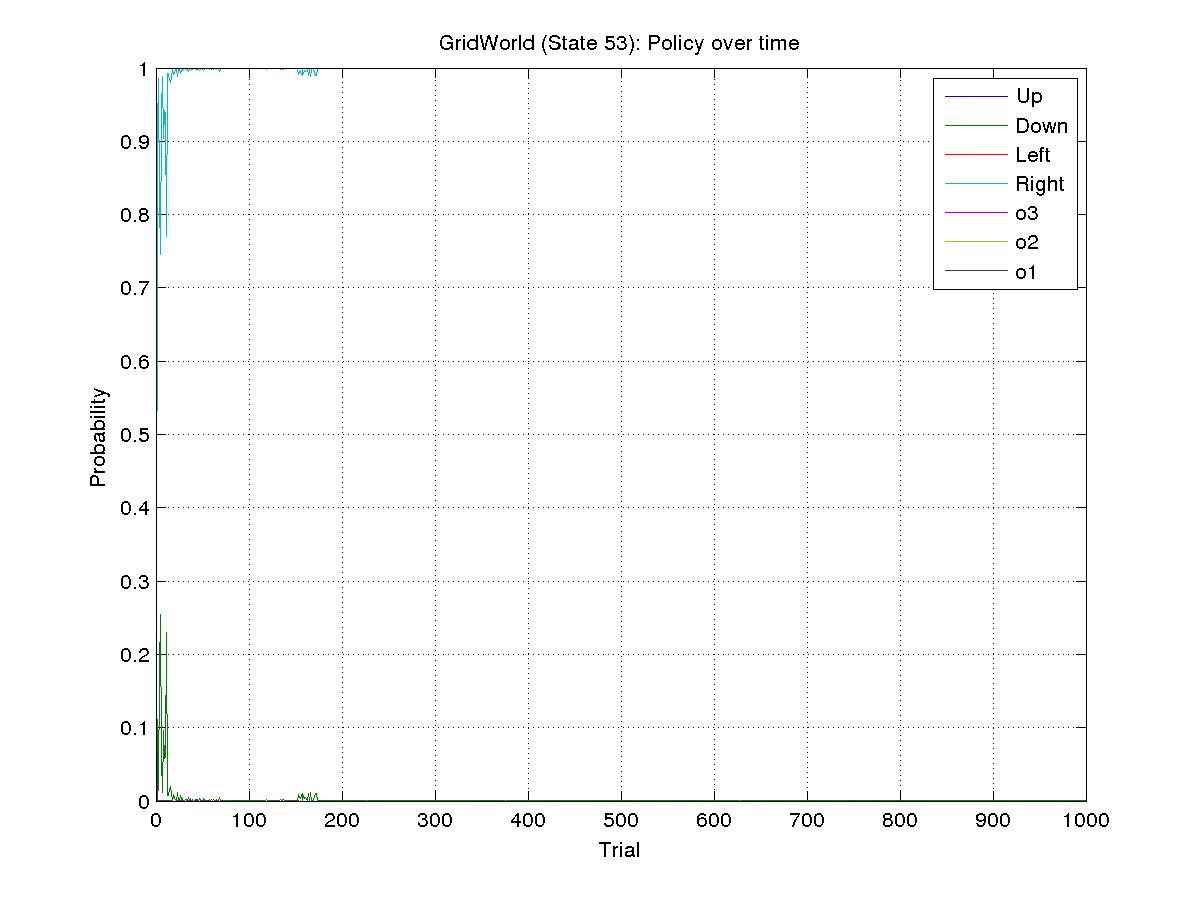 GridWorld (State 53): Policy over time
1
0.9
0.8
0.7
0.6
0.5
0.4
0.3
0.2
0.1
0
Probability
Up
Down
Left
Right
o3
o2
o1
0 100 200 300 400 500 600 700 800 900 1000
Trial